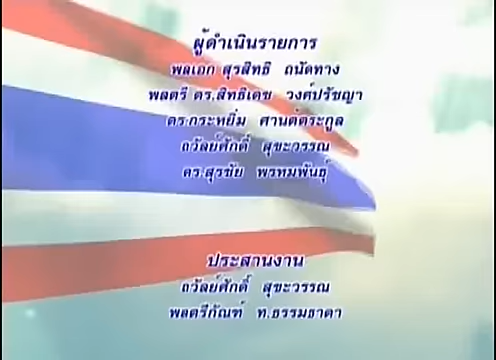 ผู้ดำเนินรายการ
พลเอก สุรสิทธิ์ ถนัดทาง
พลตรี ดร.สิทธิเดช วงศ์ปรัชญา
ดร.กระหยิ่ม ศานต์ตระกูล
ถวัลย์ศักดิ์ สุขะวรรณ
ดร.สุรชัย พรหมพันธุ์
ประสานงาน
ถวัลย์ศักดิ์ สุขะวรรณ
พลตรีกัณฑ์ ท.ธรรมธาดา